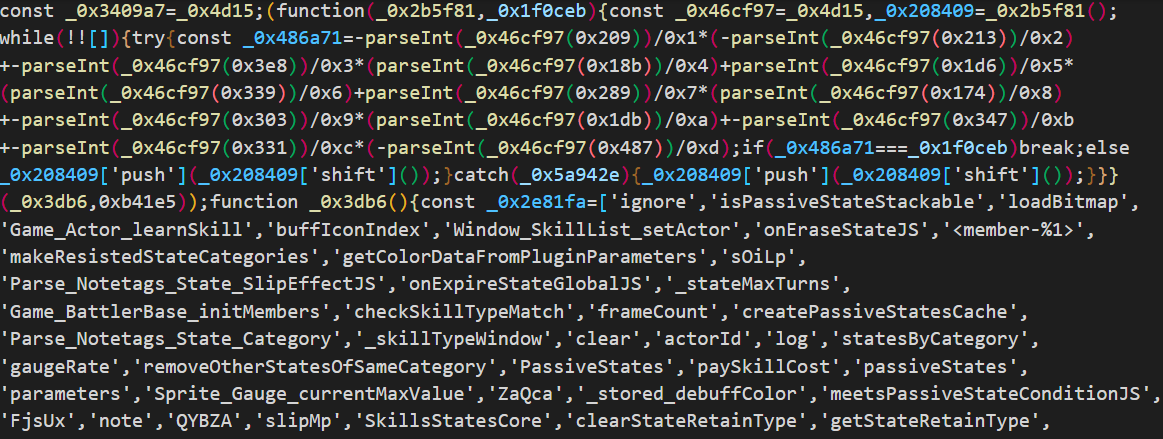 const _0x3409a7=_0x4d15;(function(_0x2b5f81,_0x1f0ceb){const _0x46cf97=_0x4d15,_0x208409=_0x2b5f81();
while(!![]){try{const _0x486a71=-parseInt(_0x46cf97(0x209))/0x1*(-parseInt(_0x46cf97(0x213))/0x2)
+-parseInt(_0x46cf97(0x3e8))/0x3*(parseInt(_0x46cf97(0x18b))/0x4)+parseInt(_0x46cf97(0x1d6))/0x5*
(parseInt(_0x46cf97(0x339))/0x6)+parseInt(_0x46cf97(0x289))/0x7*(parseInt(_0x46cf97(0x174))/0x8)
+-parseInt(_0x46cf97(0x303))/0x9*(parseInt(_0x46cf97(0x1db))/0xa)+-parseInt(_0x46cf97(0x347))/0xb
+-parseInt(_0x46cf97(0x331))/0xc*(-parseInt(_0x46cf97(0x487))/0xd);if(_0x486a71===_0x1f0ceb)break;else
_0x208409['push'](_0x208409['shift']());}catch(_0x5a942e){_0x208409['push'](_0x208409['shift']());}}}
(_0x3db6,0xb41e5));function _0x3db6(){const _0x2e81fa=['ignore','isPassiveStateStackable','loadBitmap',
'Game_Actor_learnSkill','buffIconIndex','Window_SkillList_setActor','onEraseStateJS','<member-%1>',
'makeResistedStateCategories','getColorDataFromPluginParameters','sOiLp',
'Parse_Notetags_State_SlipEffectJS','onExpireStateGlobalJS','_stateMaxTurns',
'Game_BattlerBase_initMembers','checkSkillTypeMatch','frameCount','createPassiveStatesCache',
'Parse_Notetags_State_Category','_skillTypeWindow','clear','actorId','log','statesByCategory',
'gaugeRate','removeOtherStatesOfSameCategory','PassiveStates','paySkillCost','passiveStates',
'parameters','Sprite_Gauge_currentMaxValue','ZaQca','_stored_debuffColor','meetsPassiveStateConditionJS',
'FjsUx','note','QYBZA','slipMp','SkillsStatesCore','clearStateRetainType','getStateRetainType',